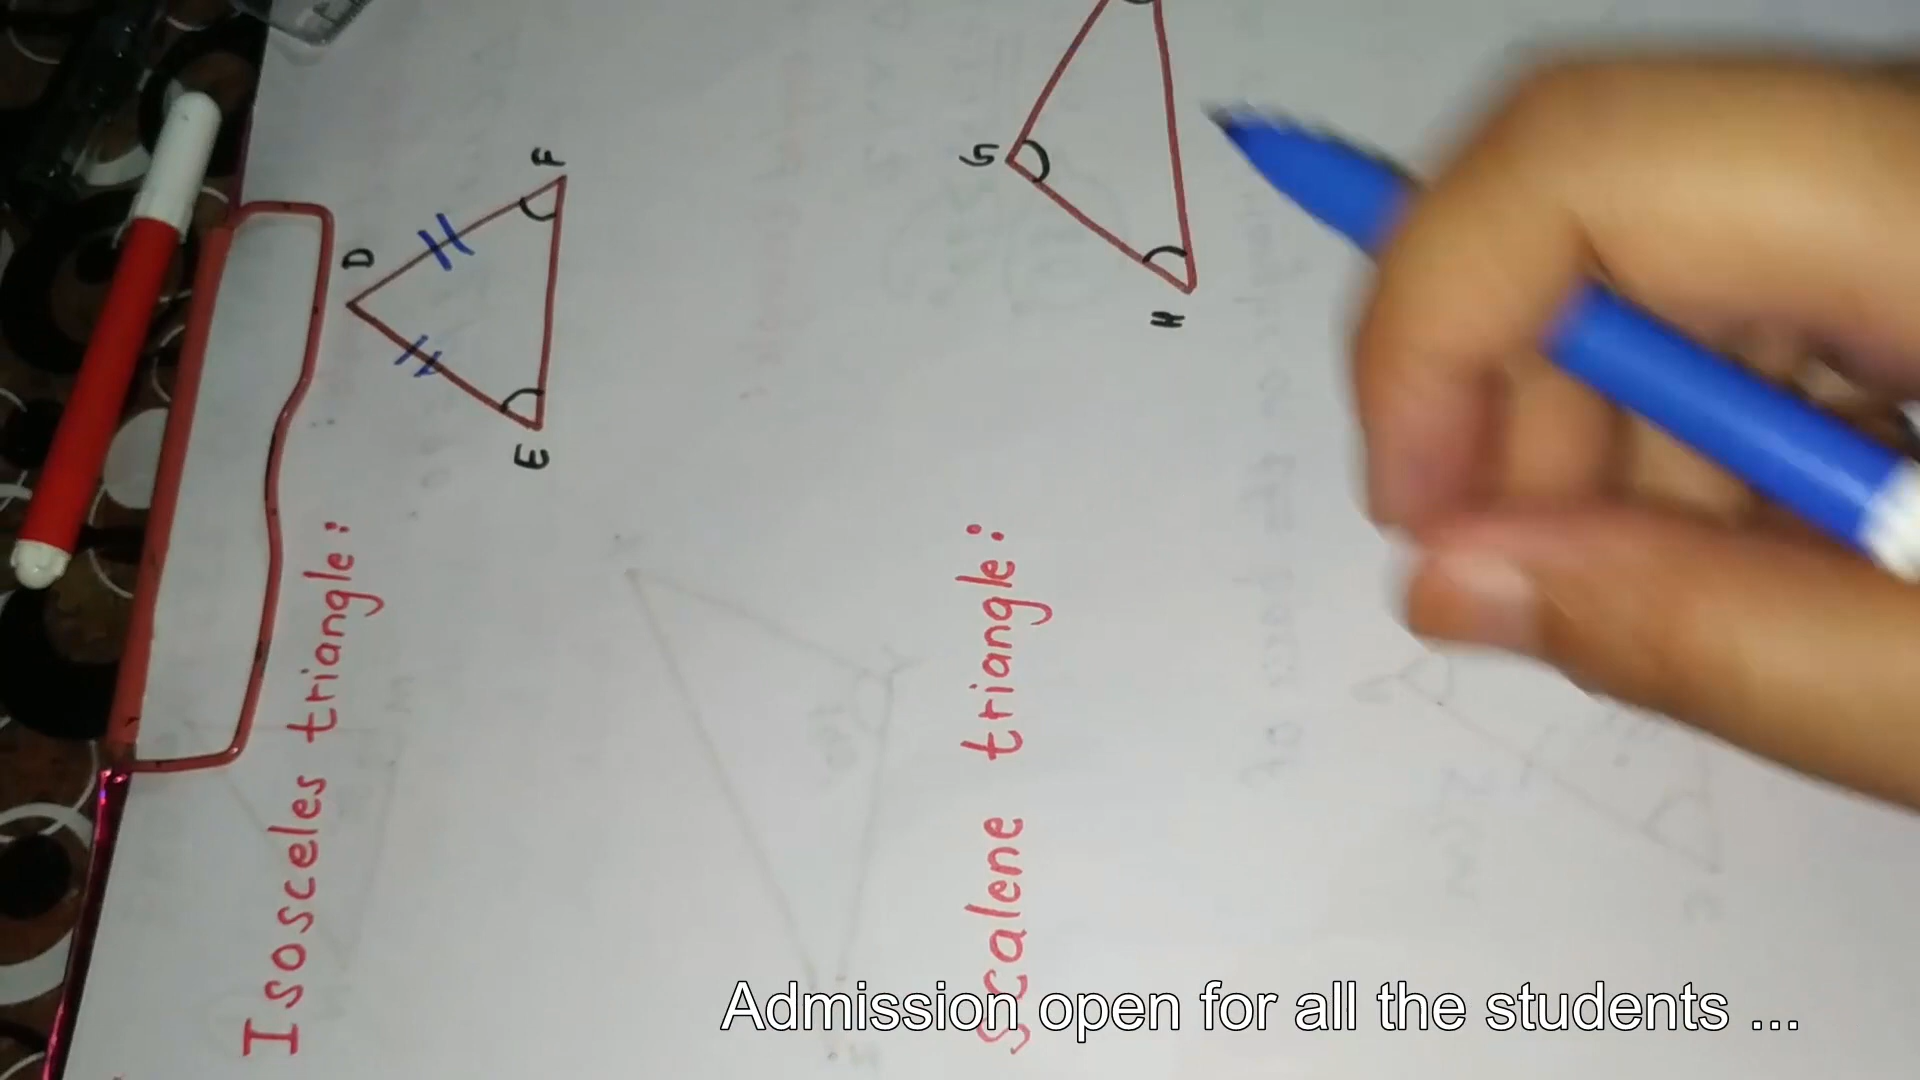 Isosceles triangle:
D
E
F
Scalene triangle:
G
H
Admission open for all the students ...